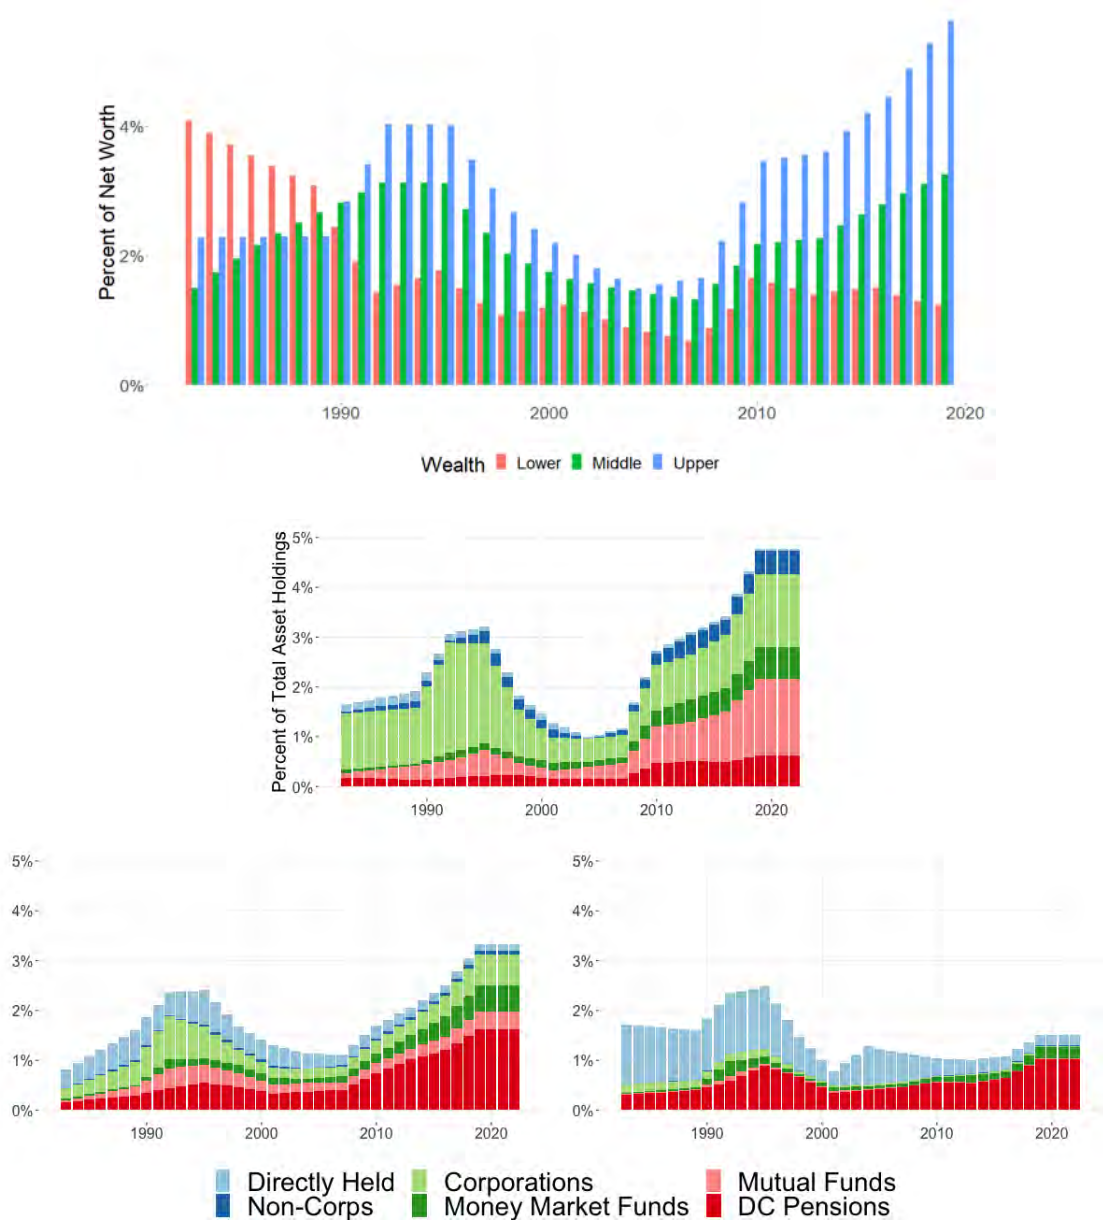 Percent of Net Worth
4%
2%
0%
1990 2000 2010 2020
Wealth Lower Middle Upper
Percent of Total Asset Holdings
5%
4%
3%
2%
1%
0%
1990 2000 2010 2020
5%
4%
3%
2%
1%
0%
1990 2000 2010 2020
5%
4%
3%
2%
1%
0%
1990 2000 2010 2020
Directly Held Corporations Mutual Funds
Non-Corps Money Market Funds DC Pensions